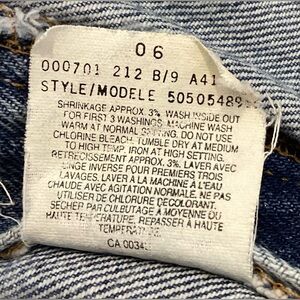 06
000701 212 B/9 A41
STYLE/MODELE 50505489
SHRINKAGE APPROX. 3%. WASH INSIDE OUT
FOR FIRST 3 WASHINGS. MACHINE WASH
WARM AT NORMAL SETTING. DO NOT USE
CHLORINE BLEACH. TUMBLE DRY AT MEDIUM
TO HIGH TEMP. IRON AT HIGH SETTING.
RETRECISSEMENT APPROX. 3%. LAVER AVEC
LINGE INVERSE POUR PREMIERS TROIS
LAVAGES. LAVER A LA MACHINE A L'EAU
CHAUDE AVEC AGITATION NORMALE. NE PAS
UTILISER DE CHLORURE DECOLORANT.
SECHER PAR CULBUTAGE A MOYENNE OU
HAUTE TEMPERATURE. REPASSER A HAUTE
TEMPERATURE.
CA 0034